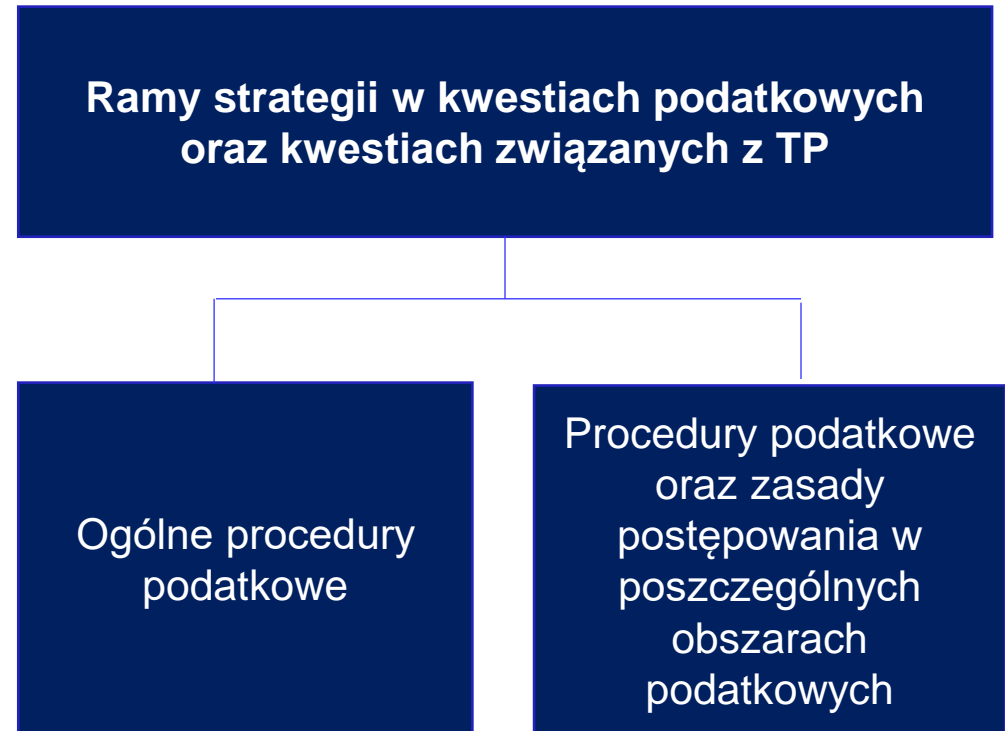 Ramy strategii w kwestiach podatkowych
oraz kwestiach związanych z TP
Ogólne procedury
podatkowe
Procedury podatkowe
oraz zasady
postępowania w
poszczególnych
obszarach
podatkowych